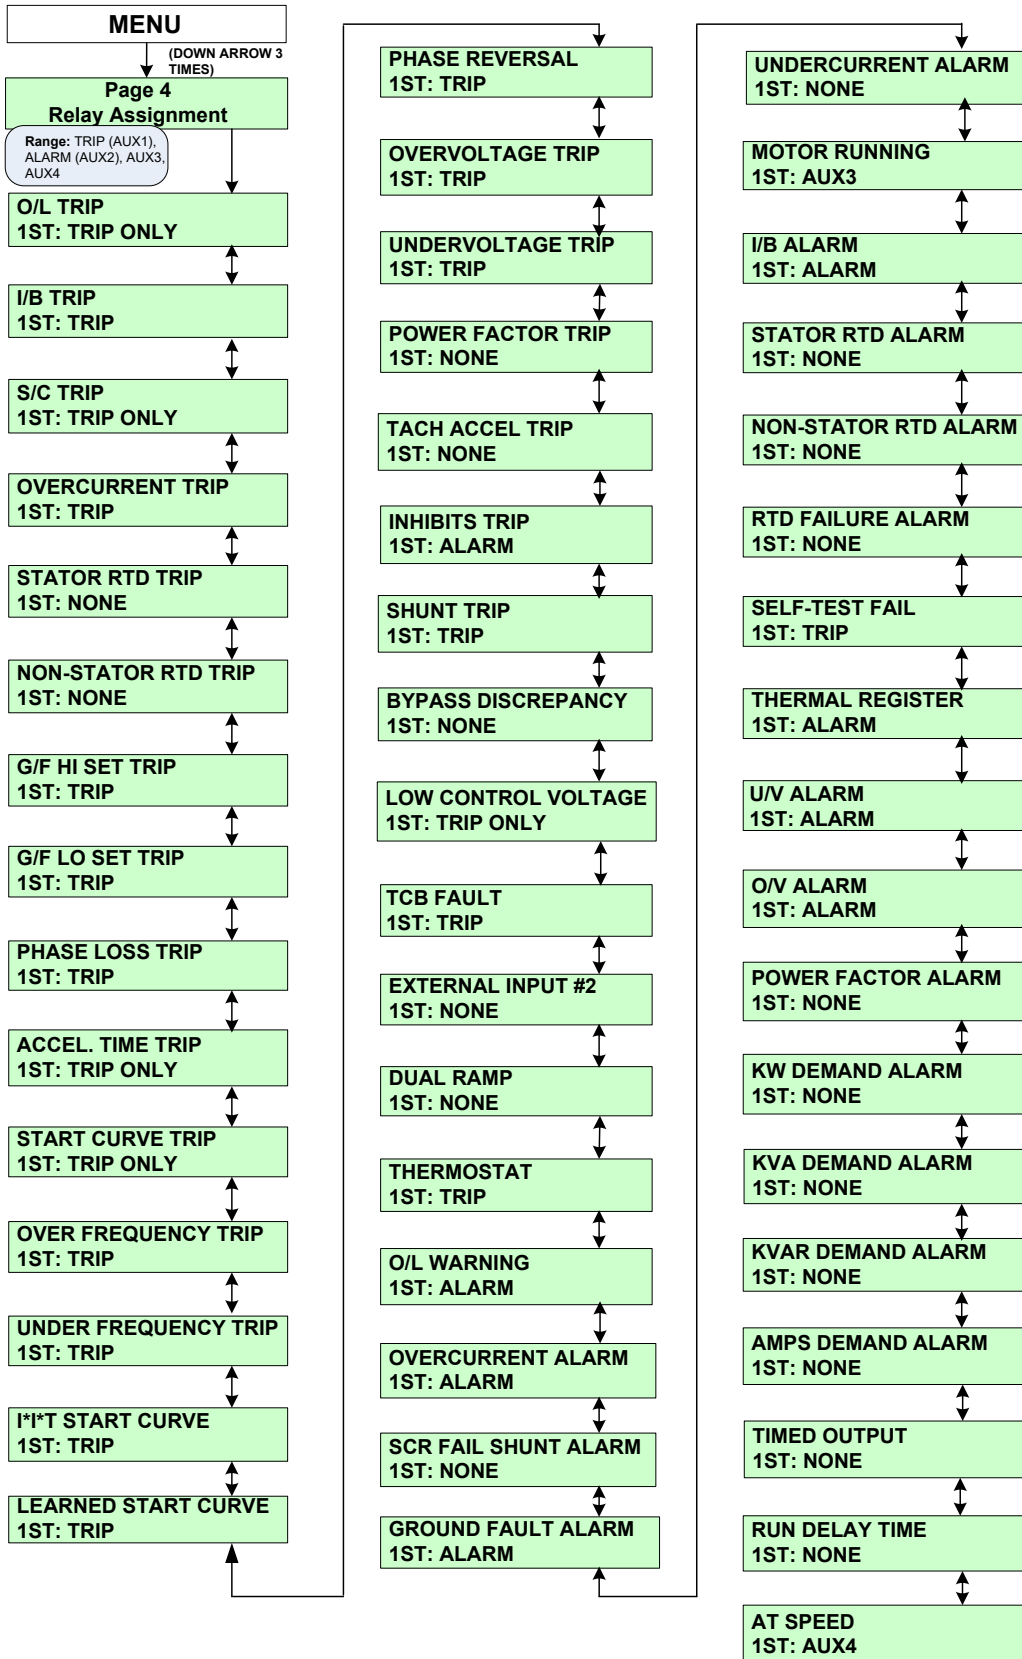 MENU
(DOWN ARROW 3
TIMES)
Page 4
Relay Assignment
Range: TRIP (AUX1),
ALARM (AUX2), AUX3,
AUX4
O/L TRIP
1ST: TRIP ONLY
I/B TRIP
1ST: TRIP
S/C TRIP
1ST: TRIP ONLY
OVERCURRENT TRIP
1ST: TRIP
STATOR RTD TRIP
1ST: NONE
NON-STATOR RTD TRIP
1ST: NONE
G/F HI SET TRIP
1ST: TRIP
G/F LO SET TRIP
1ST: TRIP
PHASE LOSS TRIP
1ST: TRIP
ACCEL. TIME TRIP
1ST: TRIP ONLY
START CURVE TRIP
1ST: TRIP ONLY
OVER FREQUENCY TRIP
1ST: TRIP
UNDER FREQUENCY TRIP
1ST: TRIP
I*I*T START CURVE
1ST: TRIP
LEARNED START CURVE
1ST: TRIP
PHASE REVERSAL
1ST: TRIP
OVERVOLTAGE TRIP
1ST: TRIP
UNDERVOLTAGE TRIP
1ST: TRIP
POWER FACTOR TRIP
1ST: NONE
TACH ACCEL TRIP
1ST: NONE
INHIBITS TRIP
1ST: ALARM
SHUNT TRIP
1ST: TRIP
BYPASS DISCREPANCY
1ST: NONE
LOW CONTROL VOLTAGE
1ST: TRIP ONLY
TCB FAULT
1ST: TRIP
EXTERNAL INPUT #2
1ST: NONE
DUAL RAMP
1ST: NONE
THERMOSTAT
1ST: TRIP
O/L WARNING
1ST: ALARM
OVERCURRENT ALARM
1ST: ALARM
SCR FAIL SHUNT ALARM
1ST: NONE
GROUND FAULT ALARM
1ST: ALARM
UNDERCURRENT ALARM
1ST: NONE
MOTOR RUNNING
1ST: AUX3
I/B ALARM
1ST: ALARM
STATOR RTD ALARM
1ST: NONE
NON-STATOR RTD ALARM
1ST: NONE
RTD FAILURE ALARM
1ST: NONE
SELF-TEST FAIL
1ST: TRIP
THERMAL REGISTER
1ST: ALARM
U/V ALARM
1ST: ALARM
O/V ALARM
1ST: ALARM
POWER FACTOR ALARM
1ST: NONE
KW DEMAND ALARM
1ST: NONE
KVA DEMAND ALARM
1ST: NONE
KVAR DEMAND ALARM
1ST: NONE
AMPS DEMAND ALARM
1ST: NONE
TIMED OUTPUT
1ST: NONE
RUN DELAY TIME
1ST: NONE
AT SPEED
1ST: AUX4